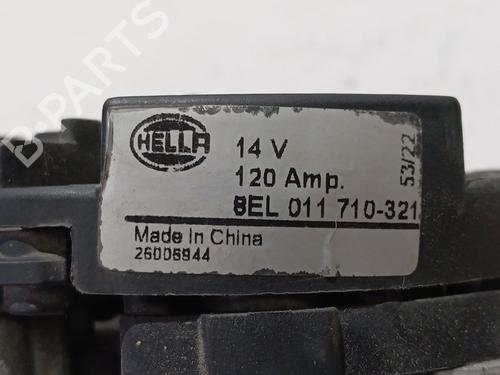 HELLA
14 V
120 Amp.
8EL 011 710-321
53/22
Made in China
26006944
B-PARTS